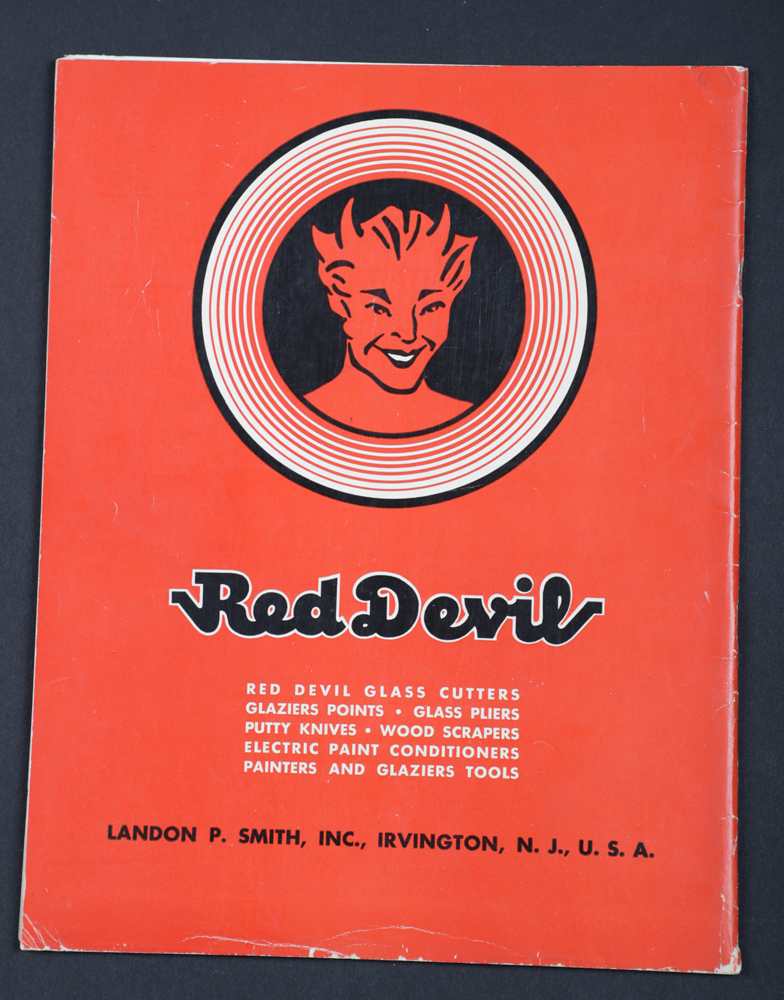 Red Devil
RED DEVIL GLASS CUTTERS
GLAZIERS POINTS • GLASS PLIERS
PUTTY KNIVES • WOOD SCRAPERS
ELECTRIC PAINT CONDITIONERS
PAINTERS AND GLAZIERS TOOLS
LANDON P. SMITH, INC., IRVINGTON, N. J., U. S. A.